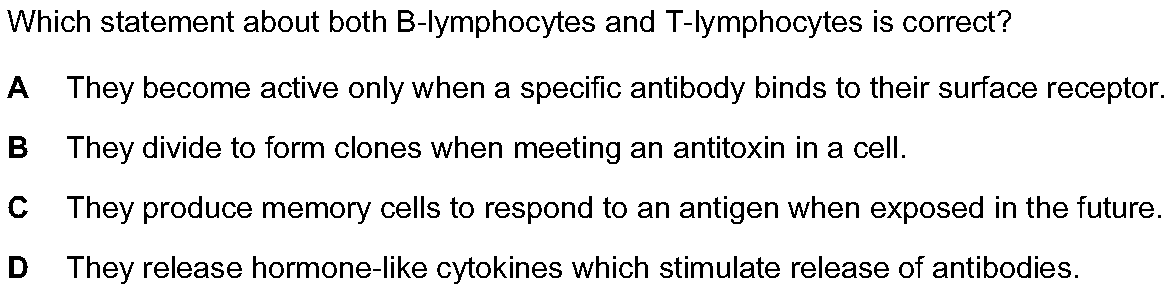 Which statement about both B-lymphocytes and T-lymphocytes is correct?
A They become active only when a specific antibody binds to their surface receptor.
B They divide to form clones when meeting an antitoxin in a cell.
C They produce memory cells to respond to an antigen when exposed in the future.
D They release hormone-like cytokines which stimulate release of antibodies.